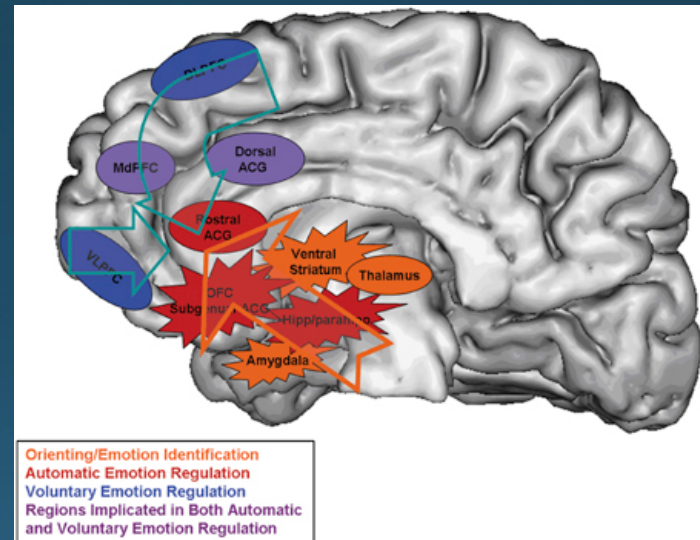 DLPFC
MdPFC
Dorsal
ACG
Rostral
ACG
VLPFC
Ventral
Striatum
Thalamus
OFC
Subgenual ACG
Hipp/parahipp
Amygdala
Orienting/Emotion Identification
Automatic Emotion Regulation
Voluntary Emotion Regulation
Regions Implicated in Both Automatic
and Voluntary Emotion Regulation